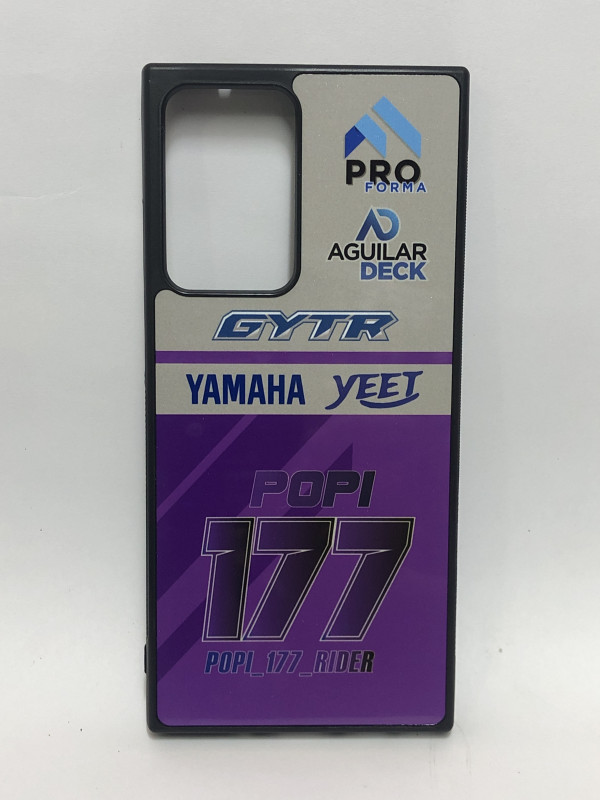 PRO
FORMA
AD
AGUILAR
DECK
GYTR
YAMAHA YEET
POPI
177
POPI_177_RIDER